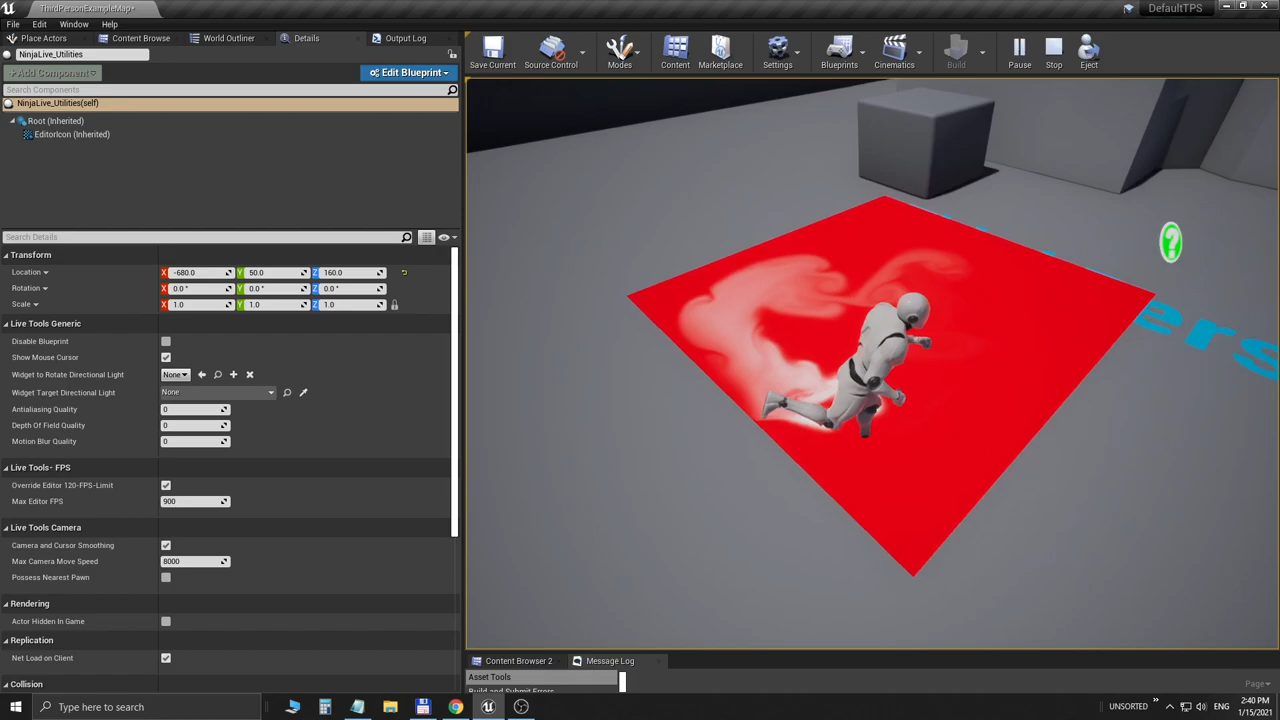 ThirdPersonExampleMap*
DefaultTPS
File Edit Window Help
Place Actors
Content Browser
World Outliner
Details
Output Log
NinjaLive_Utilities
+Add Component
Edit Blueprint
Search Components
NinjaLive_Utilities(self)
Root (Inherited)
EditorIcon (Inherited)
Search Details
Transform
Location X -680.0 Y 50.0 Z 160.0
Rotation X 0.0 ° Y 0.0 ° Z 0.0 °
Scale X 1.0 Y 1.0 Z 1.0
Live Tools Generic
Disable Blueprint
Show Mouse Cursor
Widget to Rotate Directional Light None
Widget Target Directional Light None
Antialiasing Quality 0
Depth Of Field Quality 0
Motion Blur Quality 0
Live Tools- FPS
Override Editor 120-FPS-Limit
Max Editor FPS 900
Live Tools Camera
Camera and Cursor Smoothing
Max Camera Move Speed 8000
Possess Nearest Pawn
Rendering
Actor Hidden In Game
Replication
Net Load on Client
Collision
Save Current
Source Control
Modes
Content
Marketplace
Settings
Blueprints
Cinematics
Build
Pause
Stop
Eject
?
ers
Content Browser 2
Message Log
Asset Tools
Build and Submit Errors
Page
Type here to search
UNSORTED
ENG
2:40 PM
1/15/2021